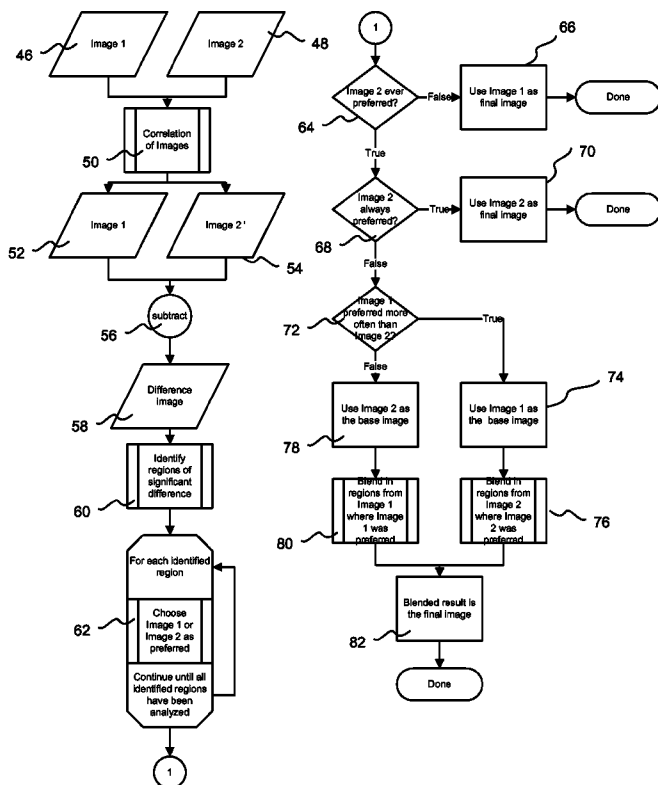 46
Image 1
Image 2
48
50
Correlation
of Images
52
Image 1
Image 2 '
54
56
subtract
58
Difference
image
60
Identify
regions of
significant
difference
62
For each identified
region
Choose
Image 1 or
Image 2 as
preferred
Continue until all
identified regions
have been
analyzed
1
1
Image 2 ever
preferred?
64
False
Use Image 1 as
final image
66
Done
True
Image 2
always
preferred?
68
True
Use Image 2 as
final image
70
Done
False
Image 1
preferred more
often than
Image 2?
72
True
False
Use Image 2 as
the base image
78
Use Image 1 as
the base image
74
Blend in
regions from
Image 1
where Image
1 was
preferred
80
Blend in
regions from
Image 2
where Image
2 was
preferred
76
Blended result is
the final image
82
Done